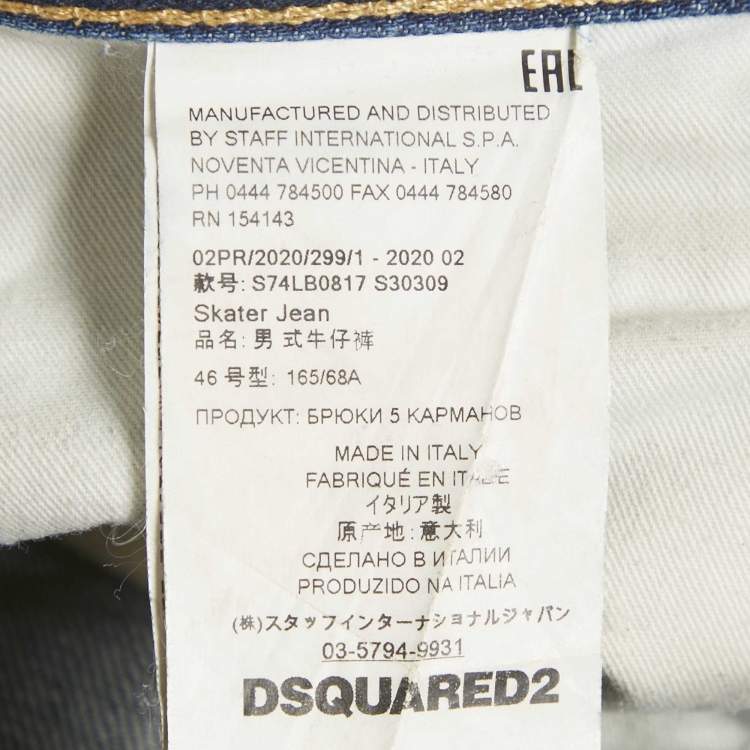 EAC
MANUFACTURED AND DISTRIBUTED
BY STAFF INTERNATIONAL S.P.A.
NOVENTA VICENTINA - ITALY
PH 0444 784500 FAX 0444 784580
RN 154143
02PR/2020/299/1 - 2020 02
款号: S74LB0817 S30309
Skater Jean
品名: 男 式牛仔裤
46 号型: 165/68A
ПРОДУКТ: БРЮКИ 5 КАРМАНОВ
MADE IN ITALY
FABRIQUÉ EN ITALIE
イタリア製
原产地: 意大利
СДЕЛАНО В ИТАЛИИ
PRODUZIDO NA ITALIA
(株)スタッフインターナショナルジャパン
03-5794-9931
DSQUARED2